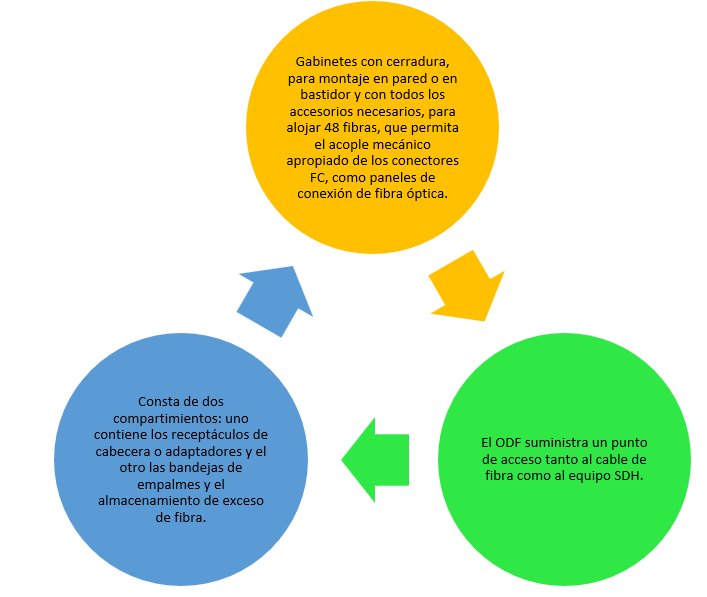 Gabinetes con cerradura,
para montaje en pared o en
bastidor y con todos los
accesorios necesarios, para
alojar 48 fibras, que permita
el acople mecánico
apropiado de los conectores
FC, como paneles de
conexión de fibra óptica.
El ODF suministra un punto
de acceso tanto al cable de
fibra como al equipo SDH.
Consta de dos
compartimientos: uno
contiene los receptáculos de
cabecera o adaptadores y el
otro las bandejas de
empalmes y el
almacenamiento de exceso
de fibra.